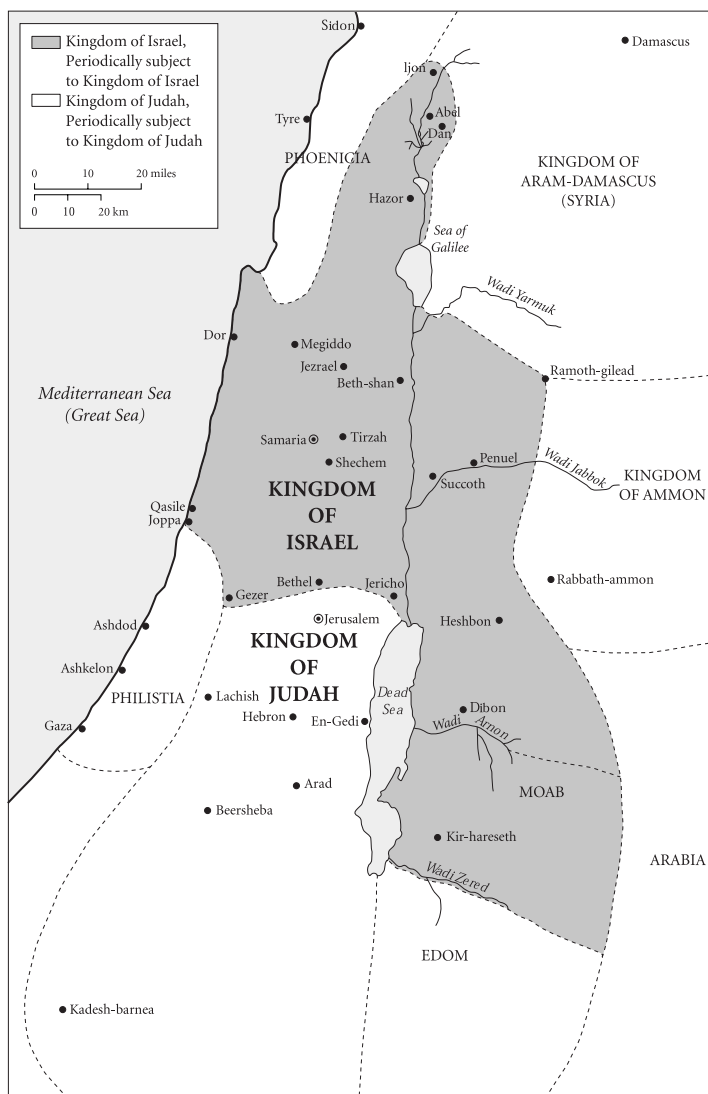 Kingdom of Israel,
Periodically subject
to Kingdom of Israel
Kingdom of Judah,
Periodically subject
to Kingdom of Judah
0 10 20 miles
0 10 20 km
Sidon
Damascus
Ijon
Abel
Dan
Tyre
PHOENICIA
KINGDOM OF
ARAM-DAMASCUS
(SYRIA)
Hazor
Sea of
Galilee
Wadi Yarmuk
Dor
Megiddo
Jezrael
Beth-shan
Ramoth-gilead
Mediterranean Sea
(Great Sea)
Samaria
Tirzah
Shechem
Penuel
Succoth
Wadi Jabbok
KINGDOM
OF AMMON
KINGDOM
OF
ISRAEL
Qasile
Joppa
Bethel
Jericho
Rabbath-ammon
Gezer
Jerusalem
Heshbon
Ashdod
KINGDOM
OF
JUDAH
Ashkelon
PHILISTIA
Lachish
Hebron
En-Gedi
Dead
Sea
Dibon
Wadi Arnon
Gaza
Arad
MOAB
Beersheba
Kir-hareseth
ARABIA
Wadi Zered
EDOM
Kadesh-barnea